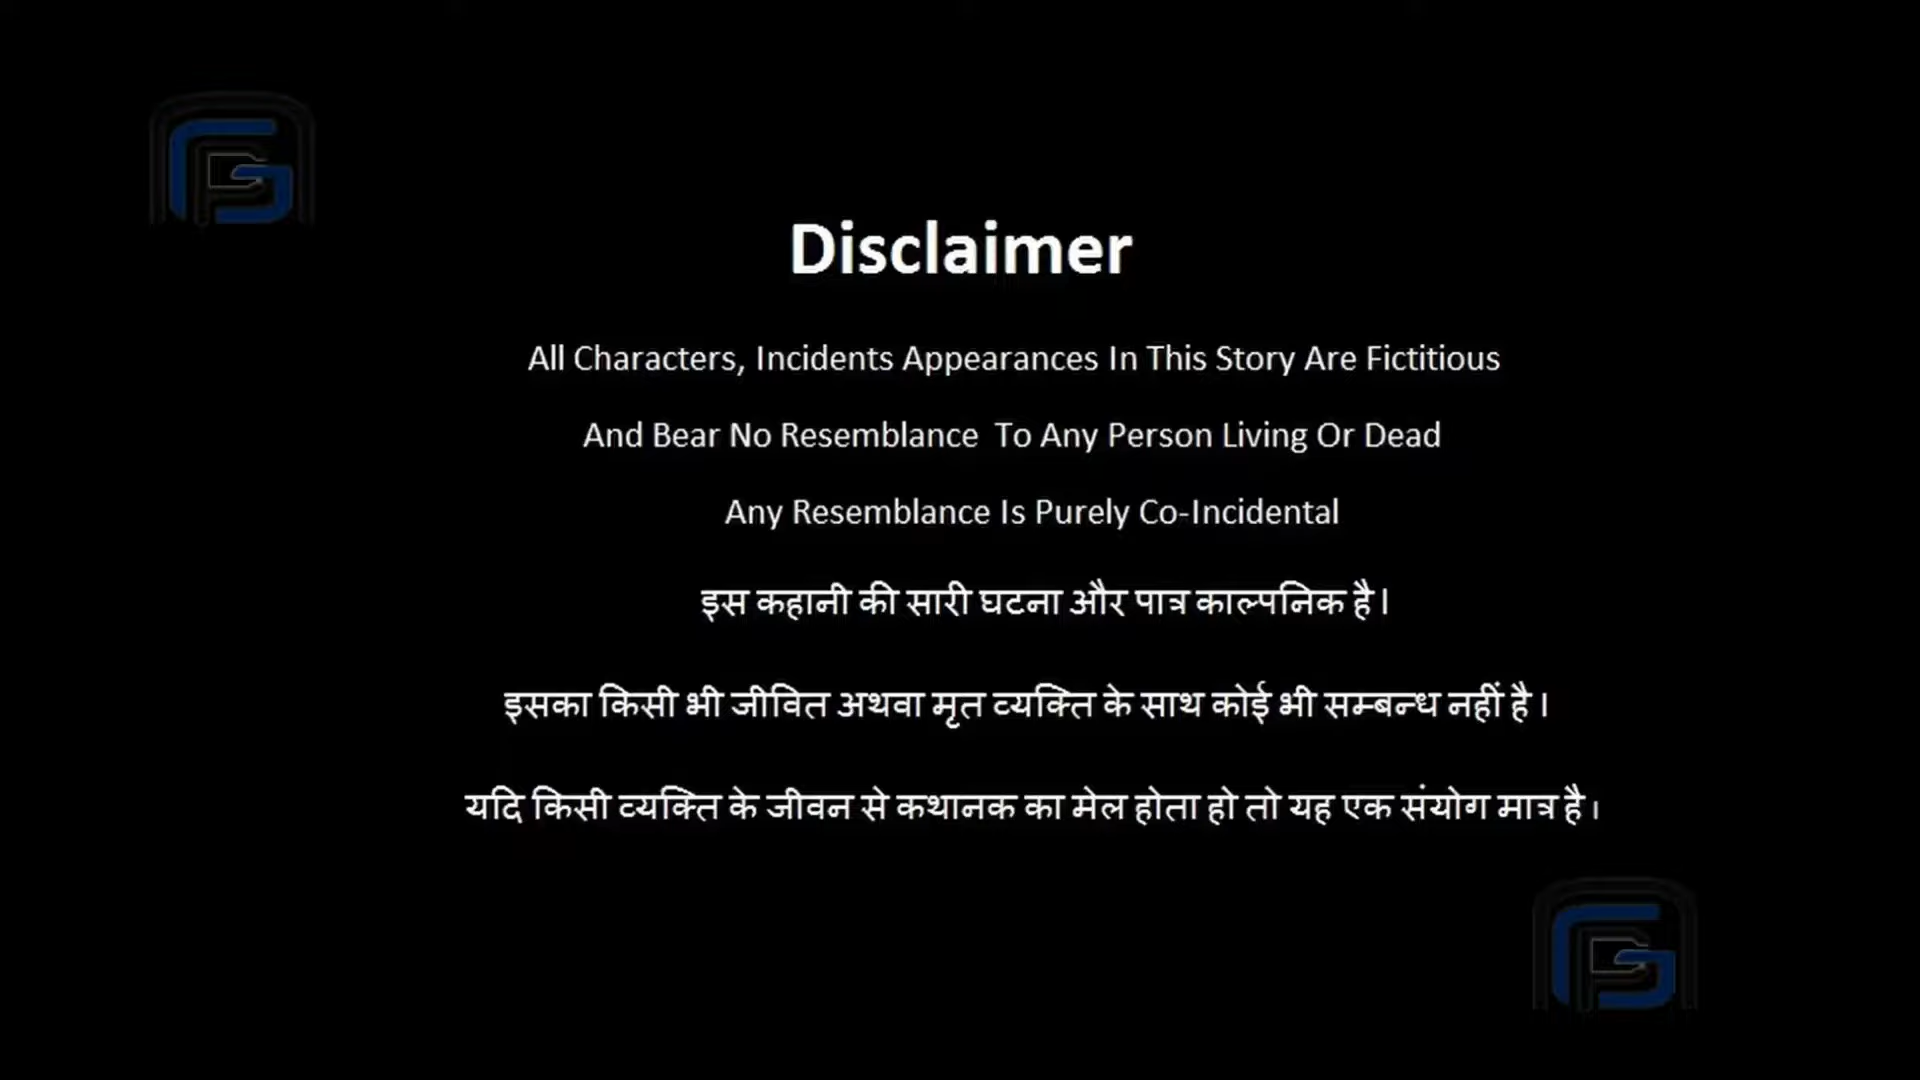 Disclaimer
All Characters, Incidents Appearances In This Story Are Fictitious
And Bear No Resemblance To Any Person Living Or Dead
Any Resemblance Is Purely Co-Incidental
इस कहानी की सारी घटना और पात्र काल्पनिक है।
इसका किसी भी जीवित अथवा मृत व्यक्ति के साथ कोई भी सम्बन्ध नहीं है।
यदि किसी व्यक्ति के जीवन से कथानक का मेल होता हो तो यह एक संयोग मात्र है।